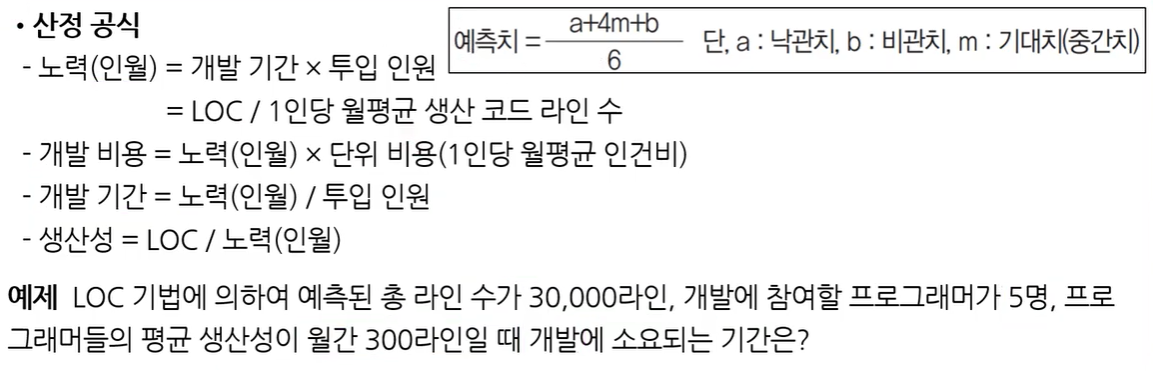 • 산정 공식
예측치 = a+4m+b / 6 단, a : 낙관치, b : 비관치, m : 기대치(중간치)
- 노력(인월) = 개발 기간 × 투입 인원
= LOC / 1인당 월평균 생산 코드 라인 수
- 개발 비용 = 노력(인월) × 단위 비용(1인당 월평균 인건비)
- 개발 기간 = 노력(인월) / 투입 인원
- 생산성 = LOC / 노력(인월)
예제 LOC 기법에 의하여 예측된 총 라인 수가 30,000라인, 개발에 참여할 프로그래머가 5명, 프로
그래머들의 평균 생산성이 월간 300라인일 때 개발에 소요되는 기간은?